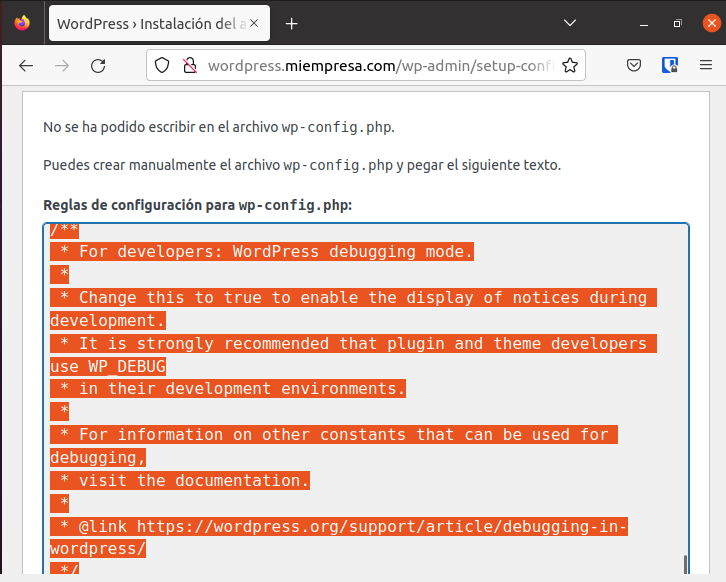 WordPress › Instalación del a
wordpress.miempresa.com/wp-admin/setup-conf
No se ha podido escribir en el archivo wp-config.php.
Puedes crear manualmente el archivo wp-config.php y pegar el siguiente texto.
Reglas de configuración para wp-config.php:
/**
 * For developers: WordPress debugging mode.
 *
 * Change this to true to enable the display of notices during
development.
 * It is strongly recommended that plugin and theme developers
use WP_DEBUG
 * in their development environments.
 *
 * For information on other constants that can be used for
debugging,
 * visit the documentation.
 *
 * @link https://wordpress.org/support/article/debugging-in-
wordpress/
 */